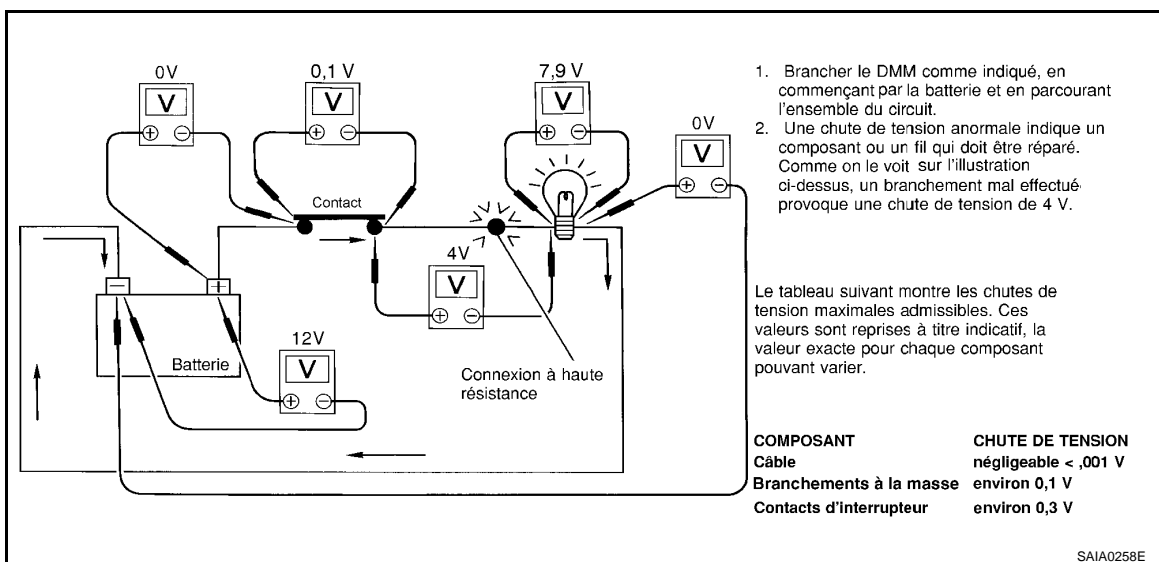 0V
0,1 V
7,9 V
0V
V
V
V
V
Contact
4V
V
Batterie
12V
V
Connexion à haute
résistance
1. Brancher le DMM comme indiqué, en
commençant par la batterie et en parcourant
l'ensemble du circuit.
2. Une chute de tension anormale indique un
composant ou un fil qui doit être réparé.
Comme on le voit sur l'illustration
ci-dessus, un branchement mal effectué
provoque une chute de tension de 4 V.
Le tableau suivant montre les chutes de
tension maximales admissibles. Ces
valeurs sont reprises à titre indicatif, la
valeur exacte pour chaque composant
pouvant varier.
COMPOSANT CHUTE DE TENSION
Câble négligeable < ,001 V
Branchements à la masse environ 0,1 V
Contacts d'interrupteur environ 0,3 V
SAIA0258E